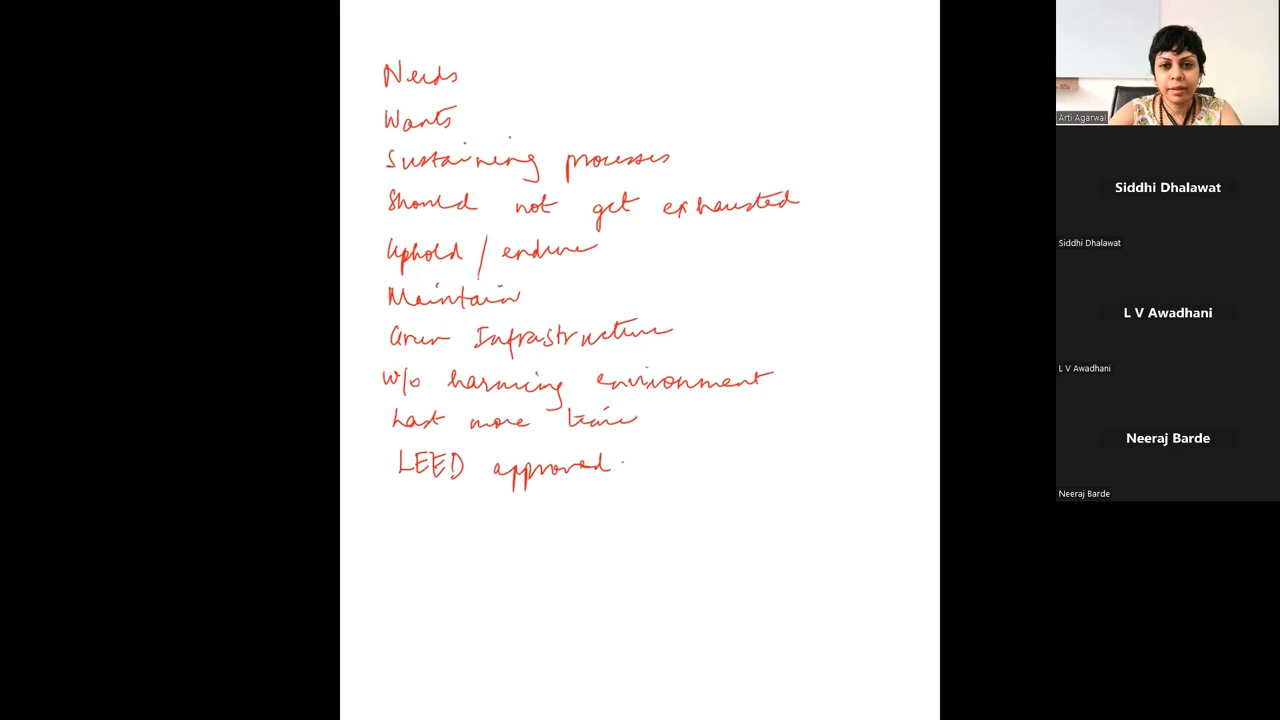 Needs
Wants
Sustaining processes
Should not get exhausted
Uphold / endure
Maintain
Green Infrastructure
w/o harming environment
Last more time
LEED approved.
Arti Agarwal
Siddhi Dhalawat
Siddhi Dhalawat
L V Awadhani
L V Awadhani
Neeraj Barde
Neeraj Barde